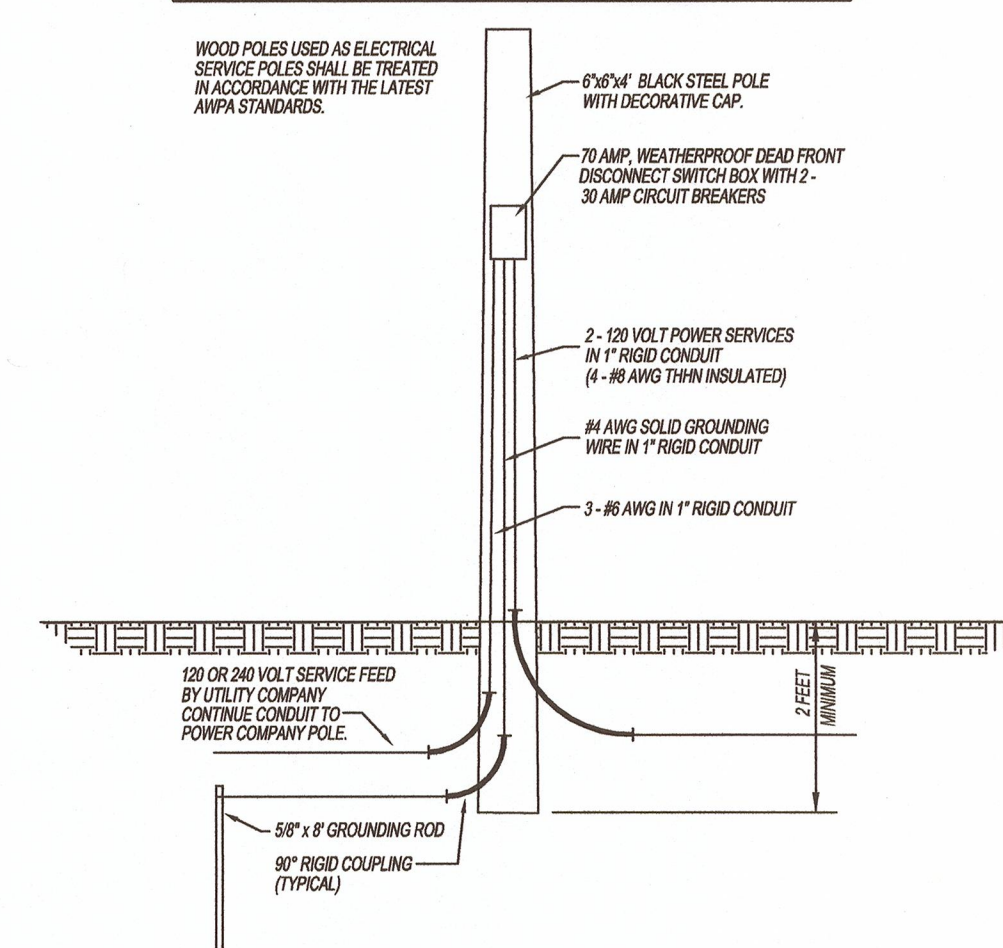 WOOD POLES USED AS ELECTRICAL
SERVICE POLES SHALL BE TREATED
IN ACCORDANCE WITH THE LATEST
AWPA STANDARDS.
6"x6"x4' BLACK STEEL POLE
WITH DECORATIVE CAP.
70 AMP, WEATHERPROOF DEAD FRONT
DISCONNECT SWITCH BOX WITH 2 -
30 AMP CIRCUIT BREAKERS
2 - 120 VOLT POWER SERVICES
IN 1" RIGID CONDUIT
(4 - #8 AWG THHN INSULATED)
#4 AWG SOLID GROUNDING
WIRE IN 1" RIGID CONDUIT
3 - #6 AWG IN 1" RIGID CONDUIT
120 OR 240 VOLT SERVICE FEED
BY UTILITY COMPANY
CONTINUE CONDUIT TO
POWER COMPANY POLE.
2 FEET
MINIMUM
5/8" x 8' GROUNDING ROD
90° RIGID COUPLING
(TYPICAL)